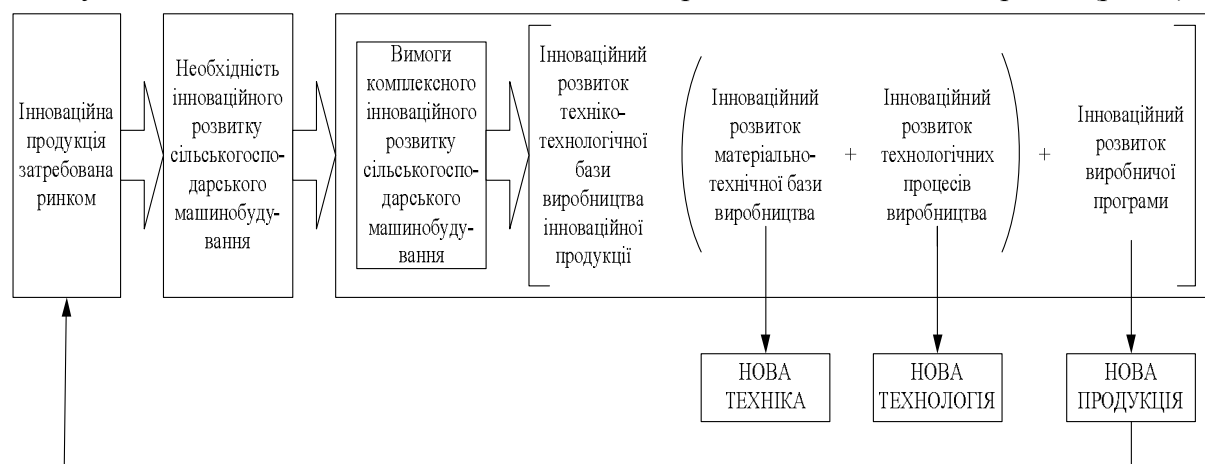 Інноваційна
продукція
затребована
ринком
Необхідність
інноваційного
розвитку
сільськогоспо-
дарського
машинобуду-
вання
Вимоги
комплексного
інноваційного
розвитку
сільськогоспо-
дарського
машинобуду-
вання
Інноваційний
розвиток
техніко-
технологічної
бази
виробництва
інноваційної
продукції
Інноваційний
розвиток
матеріально-
технічної бази
виробництва
+
Інноваційний
розвиток
технологічних
процесів
виробництва
+
Інноваційний
розвиток
виробничої
програми
НОВА
ТЕХНІКА
НОВА
ТЕХНОЛОГІЯ
НОВА
ПРОДУКЦІЯ